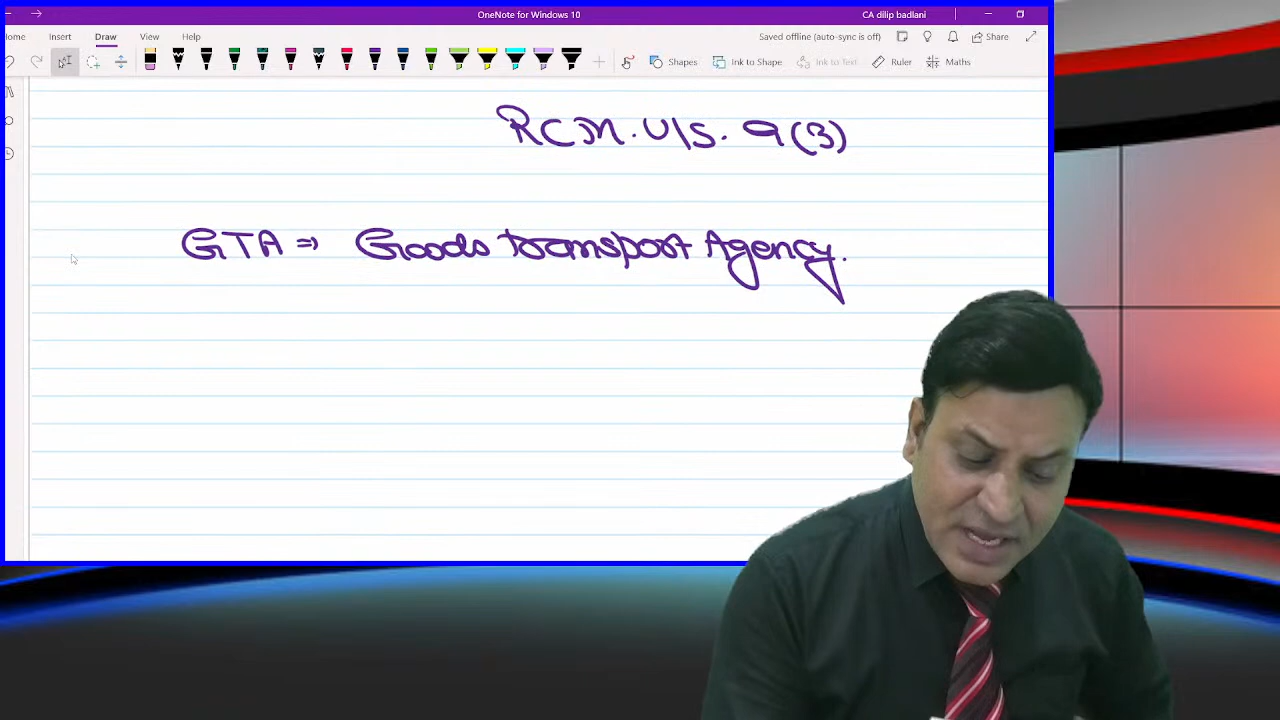 OneNote for Windows 10
CA dilip badlani
Insert
Draw
View
Help
Saved offline (auto-sync is off)
Share
Shapes
Ink to Shape
Ink to Text
Ruler
Maths
RCM. U/S. 9(3)
GTA ⇒ Goods transport Agency.